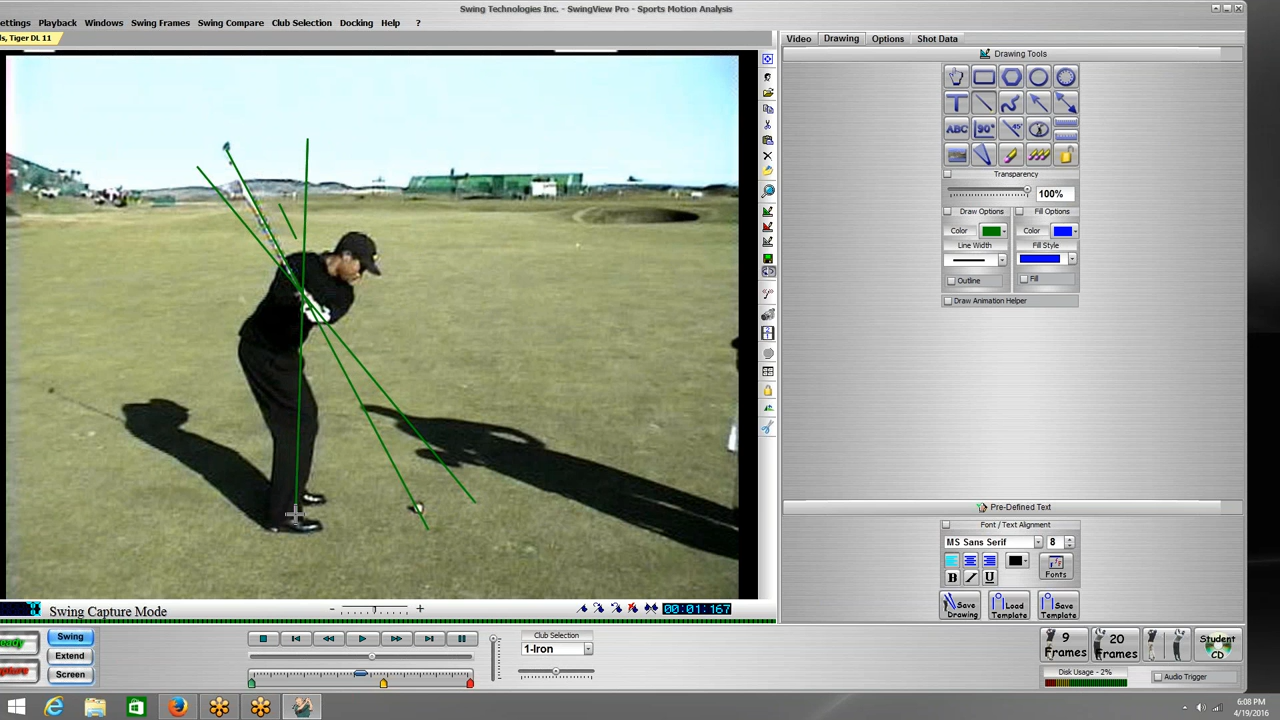 Swing Technologies Inc. - SwingView Pro - Sports Motion Analysis
ettings Playback Windows Swing Frames Swing Compare Club Selection Docking Help ?
ls, Tiger DL 11
Video Drawing Options Shot Data
Drawing Tools
T
ABC 90° 45°
Transparency
100%
Draw Options Fill Options
Color Color
Line Width Fill Style
Outline Fill
Draw Animation Helper
Pre-Defined Text
Font / Text Alignment
MS Sans Serif 8
B I U Fonts
Save Drawing Load Template Save Template
Swing Capture Mode - + 00:01:167
eady Swing
Extend
apture Screen
Club Selection
1-Iron
9 Frames 20 Frames Student CD
Disk Usage - 2% Audio Trigger
6:08 PM
4/19/2016